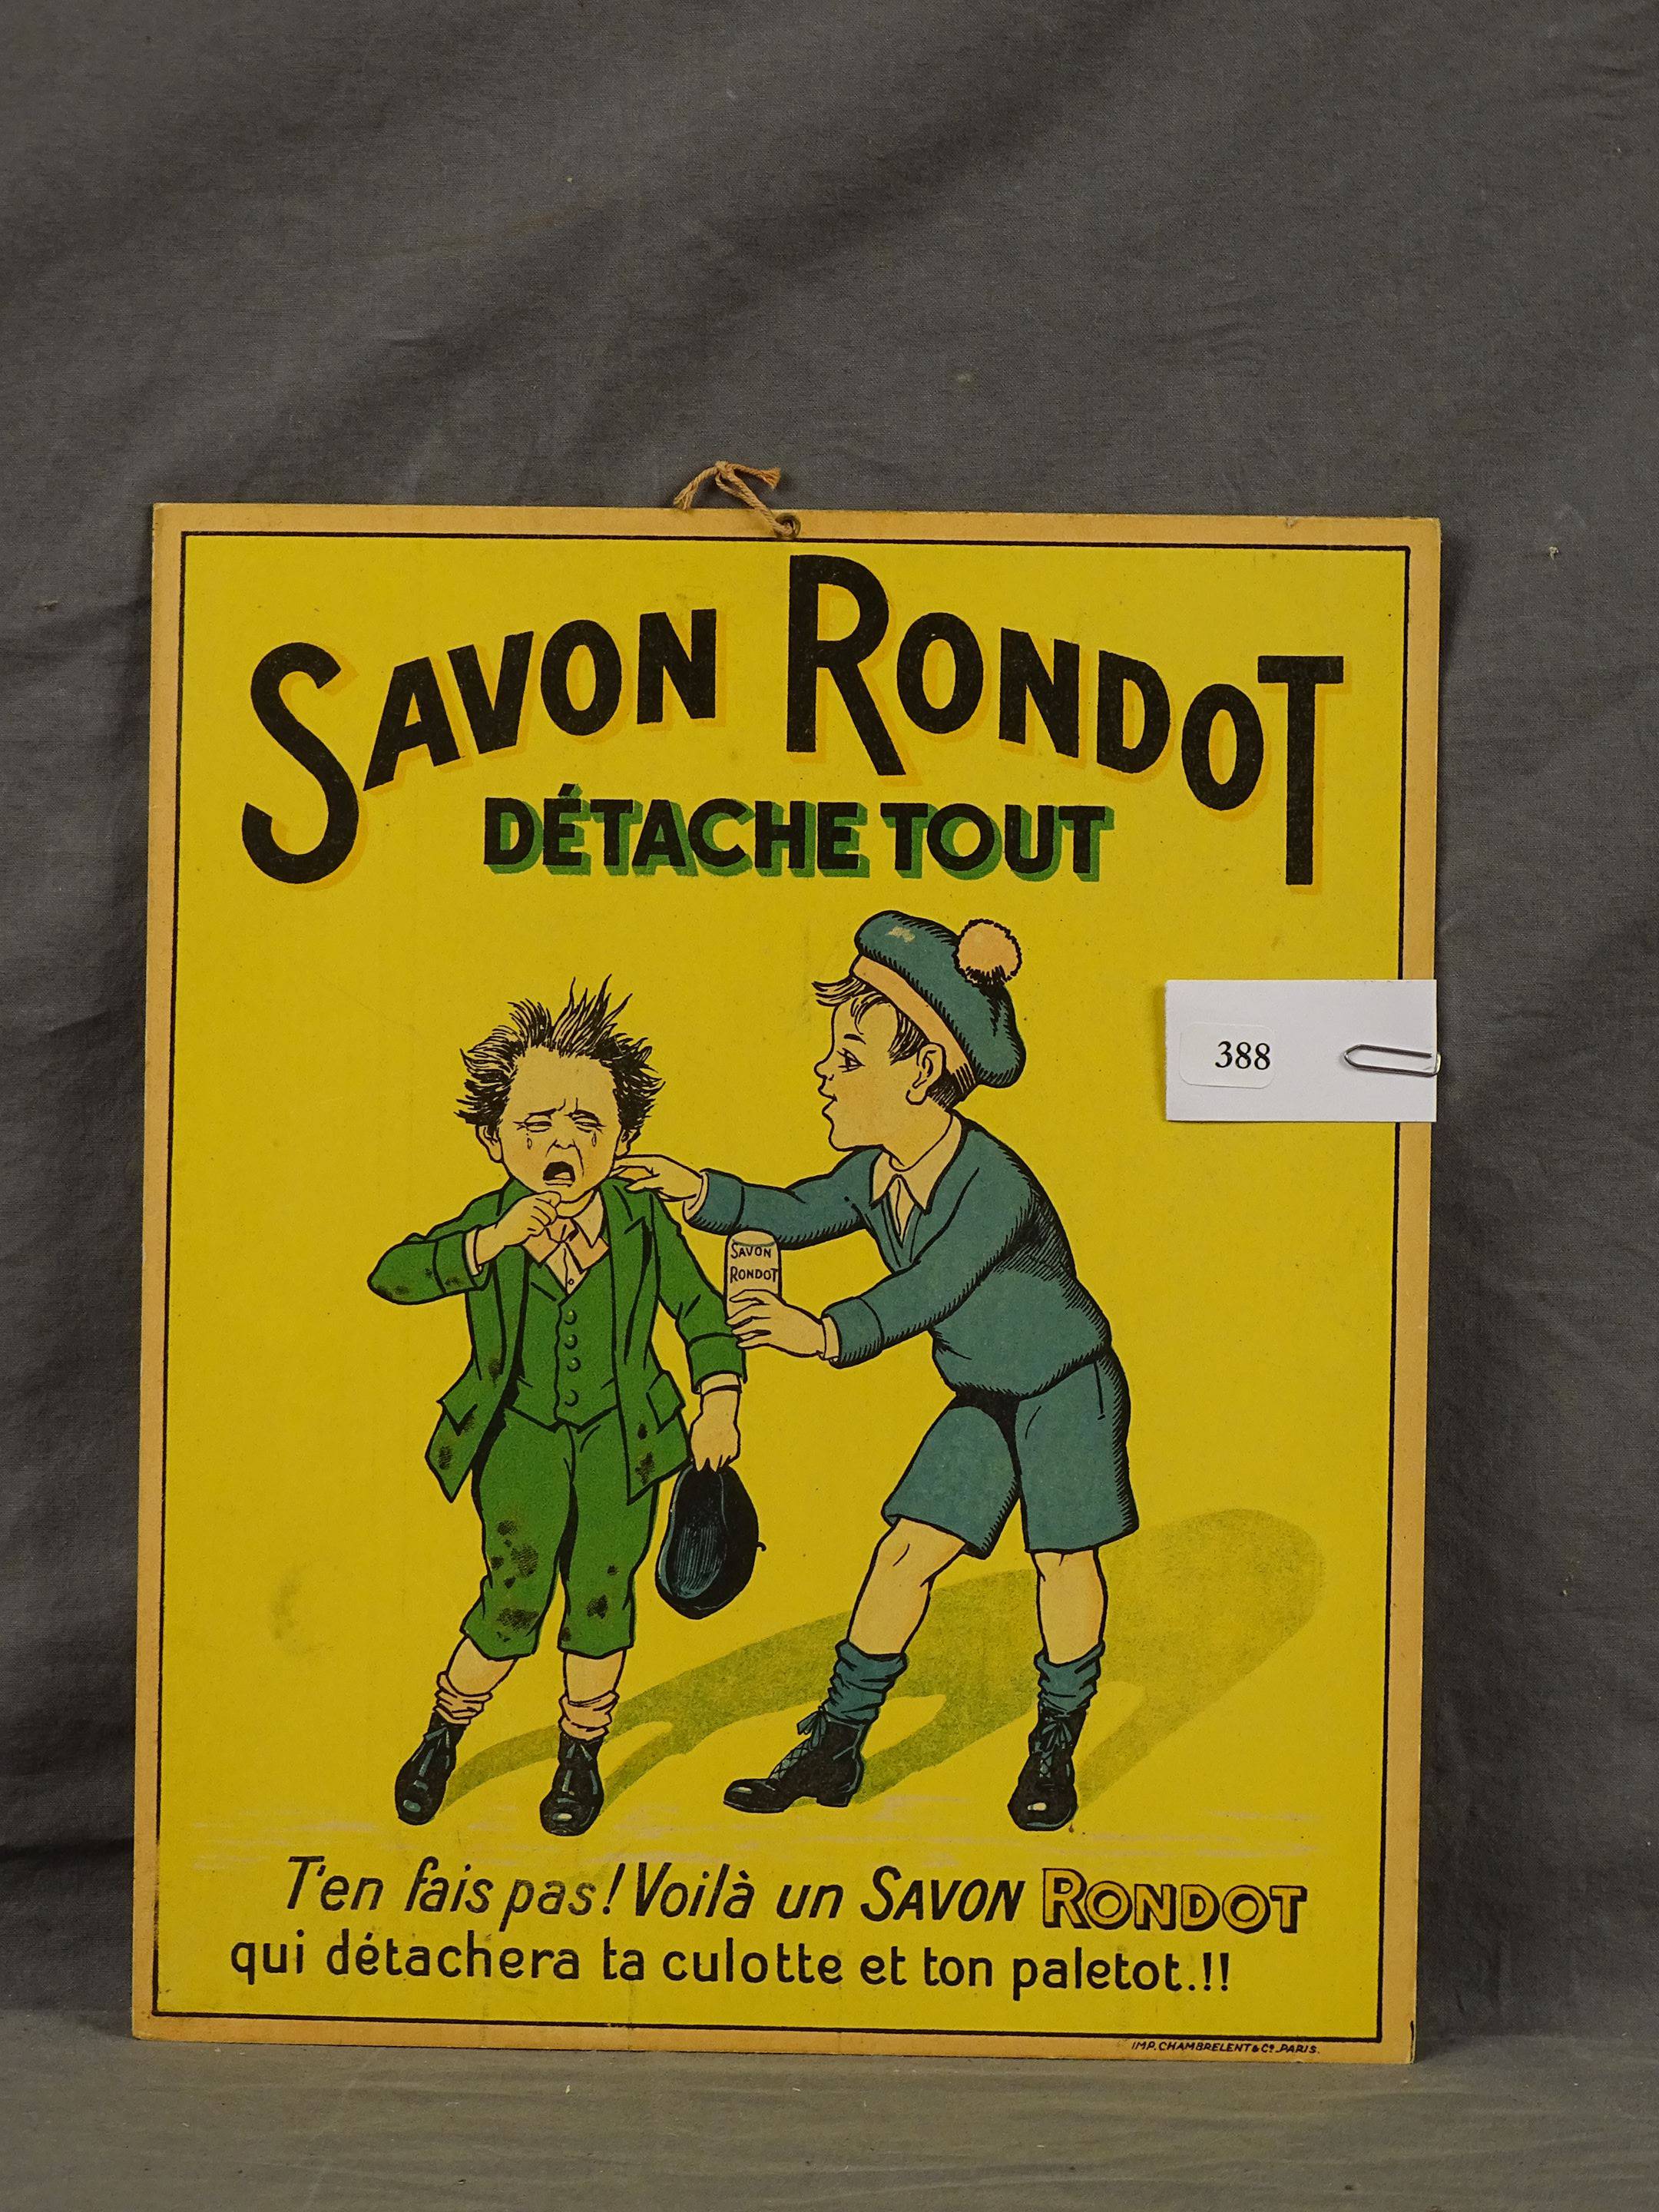 SAVON RONDOT
DÉTACHE TOUT
388
SAVON
RONDOT
T'en fais pas! Voilà un SAVON RONDOT
qui détachera ta culotte et ton paletot.!!
IMP. CHAMBRELENT & Co. PARIS.